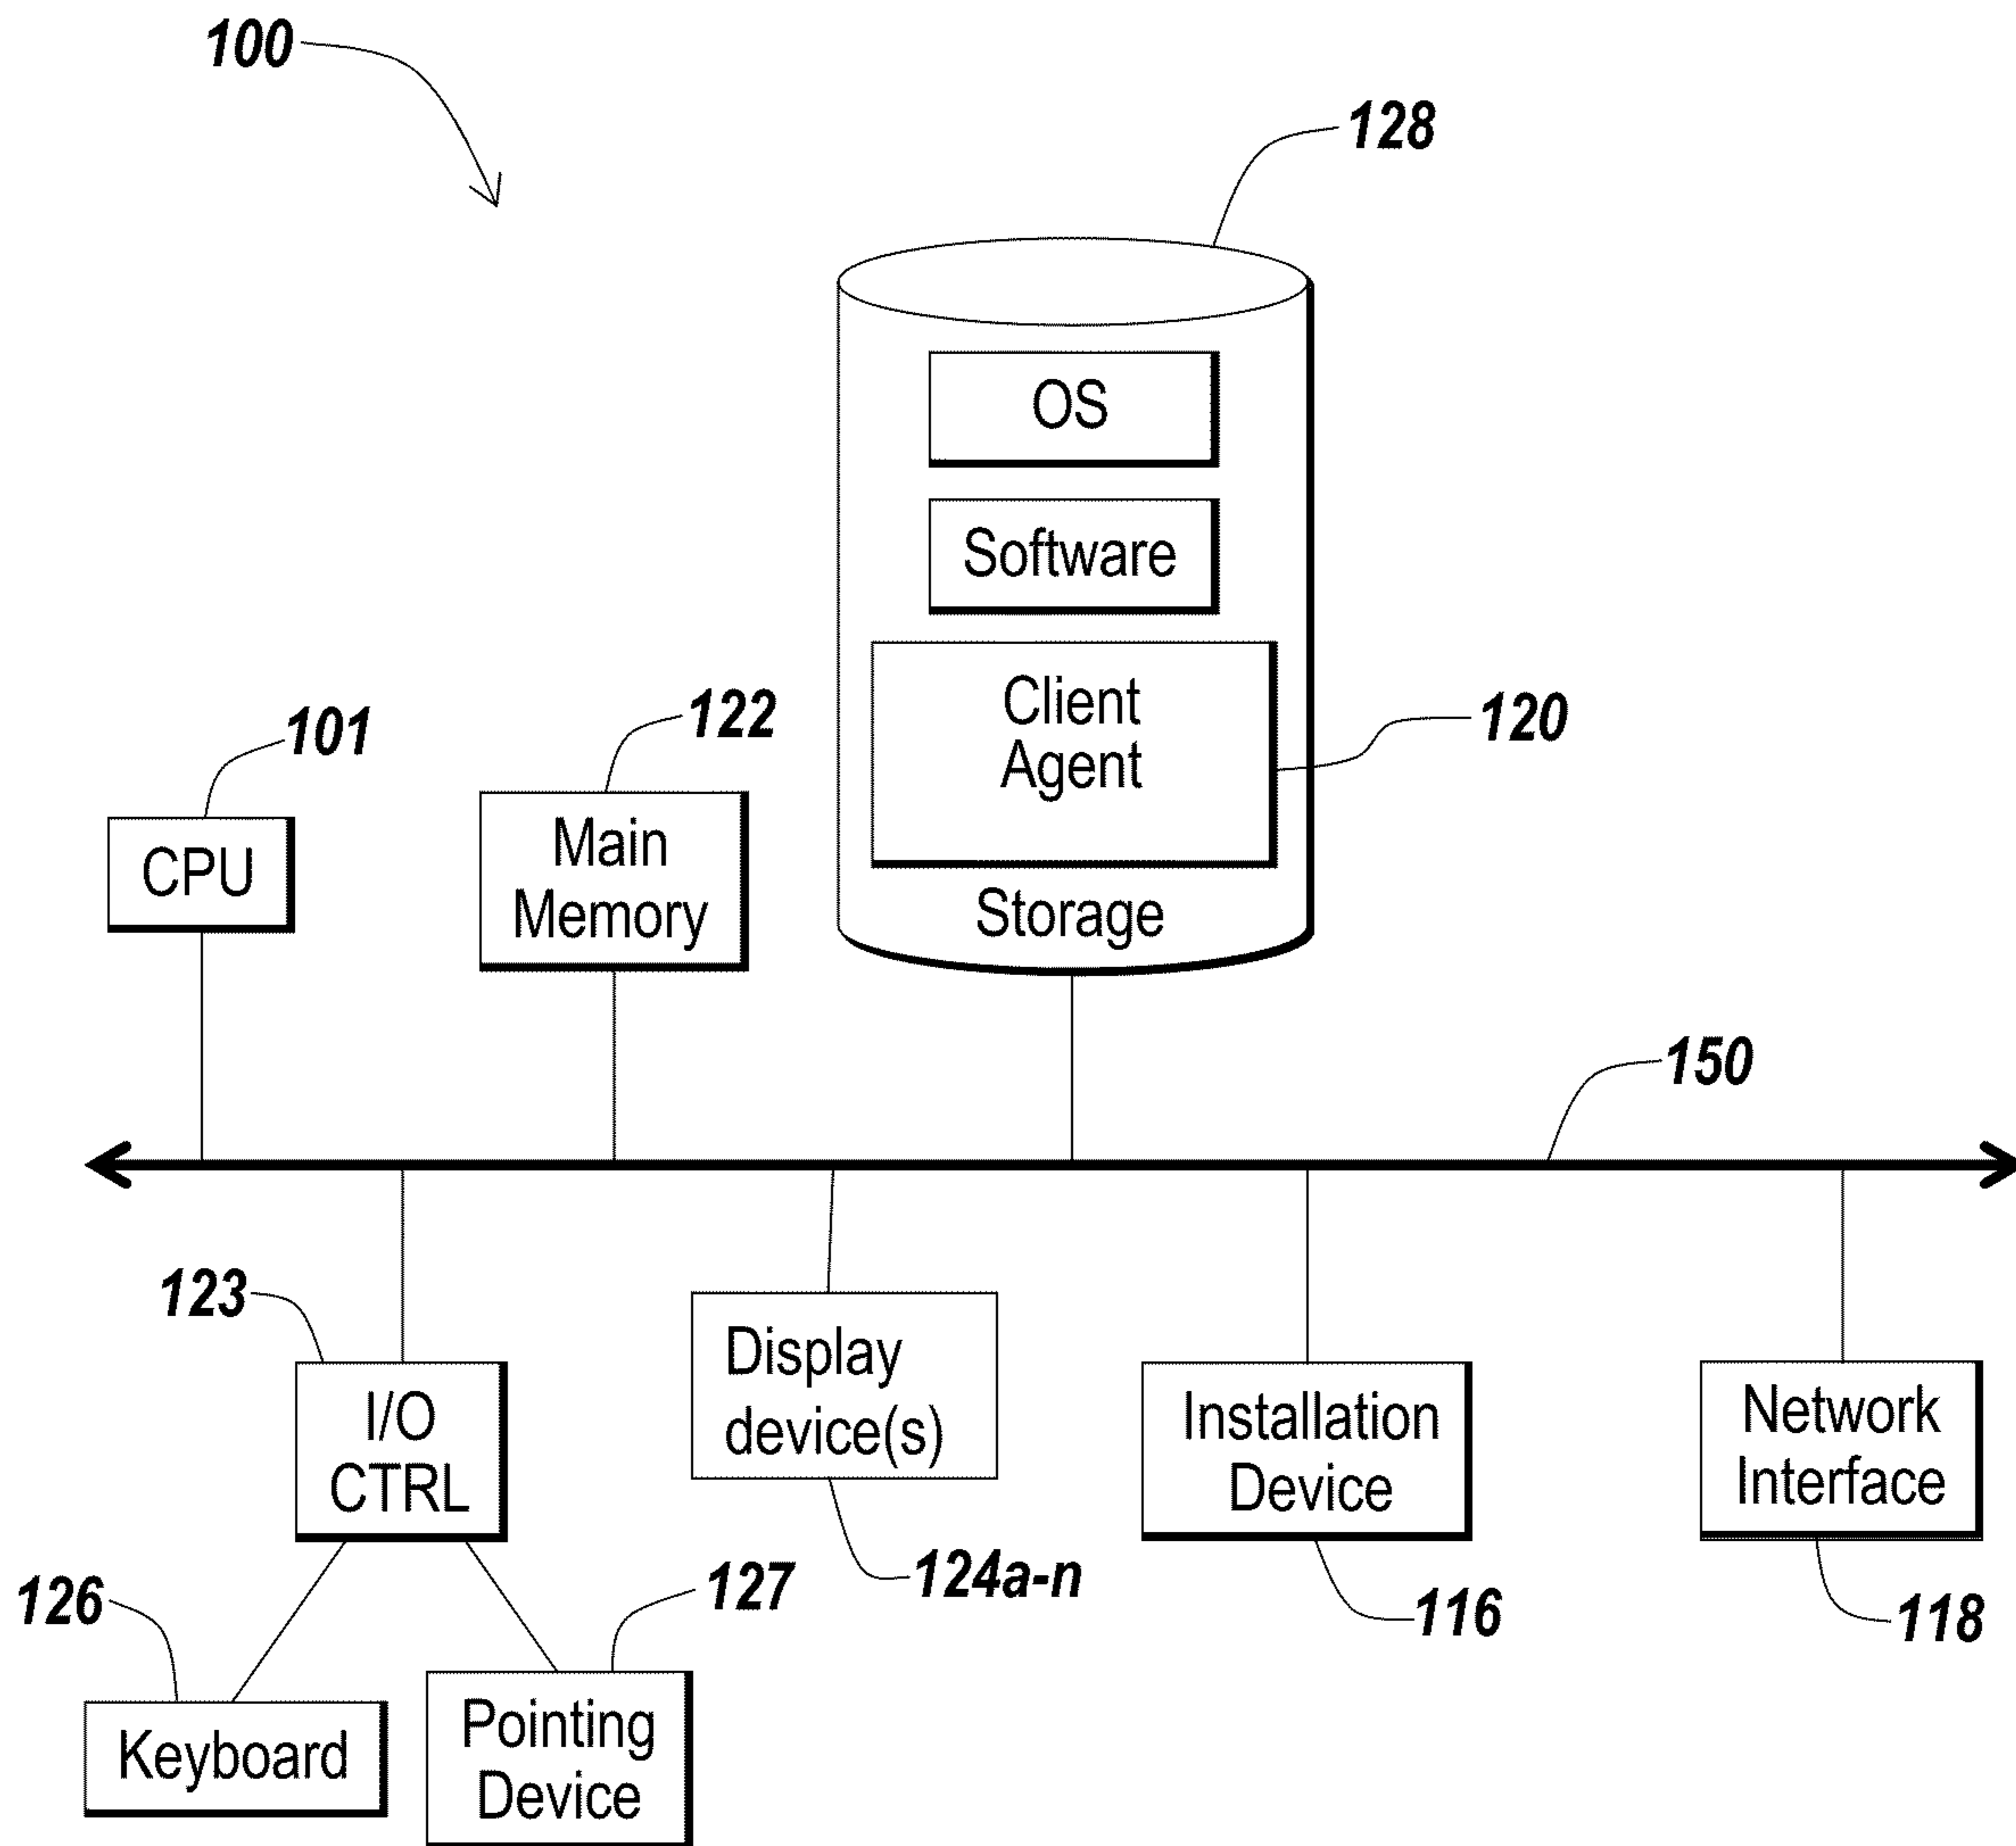 100
128
OS
Software
Client
Agent
120
Storage
101
CPU
122
Main
Memory
150
123
I/O
CTRL
Display
device(s)
124a-n
Installation
Device
116
Network
Interface
118
126
Keyboard
127
Pointing
Device